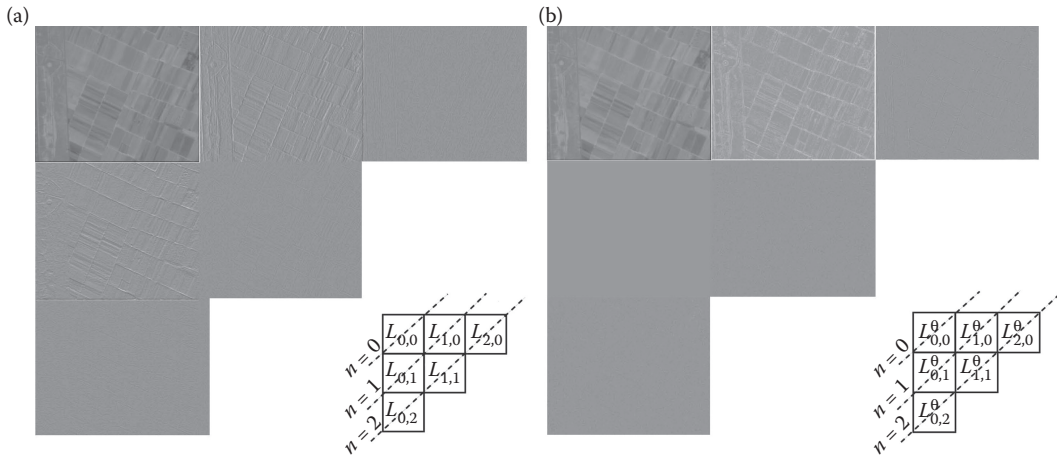 (a)
(b)
L0,0 L1,0 L2,0
L0,1 L1,1
L0,2
n = 0
n = 1
n = 2
Lθ0,0 Lθ1,0 Lθ2,0
Lθ0,1 Lθ1,1
Lθ0,2
n = 0
n = 1
n = 2